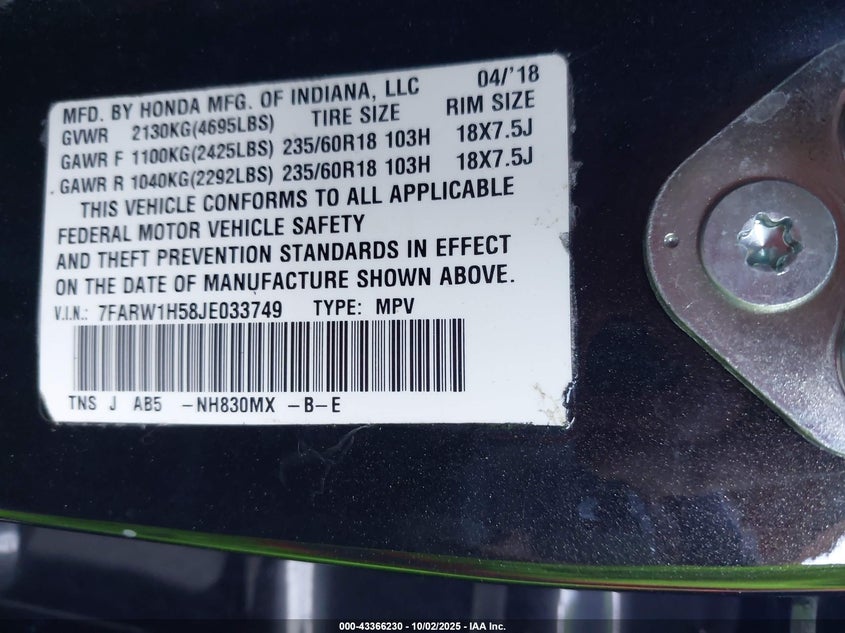 MFD. BY HONDA MFG. OF INDIANA, LLC 04/'18
GVWR 2130KG(4695LBS) TIRE SIZE RIM SIZE
GAWR F 1100KG(2425LBS) 235/60R18 103H 18X7.5J
GAWR R 1040KG(2292LBS) 235/60R18 103H 18X7.5J
THIS VEHICLE CONFORMS TO ALL APPLICABLE
FEDERAL MOTOR VEHICLE SAFETY
AND THEFT PREVENTION STANDARDS IN EFFECT
ON THE DATE OF MANUFACTURE SHOWN ABOVE.
V.I.N.: 7FARW1H58JE033749 TYPE: MPV
TNS J AB5 -NH830MX -B-E
000-43366230 - 10/02/2025 - IAA Inc.